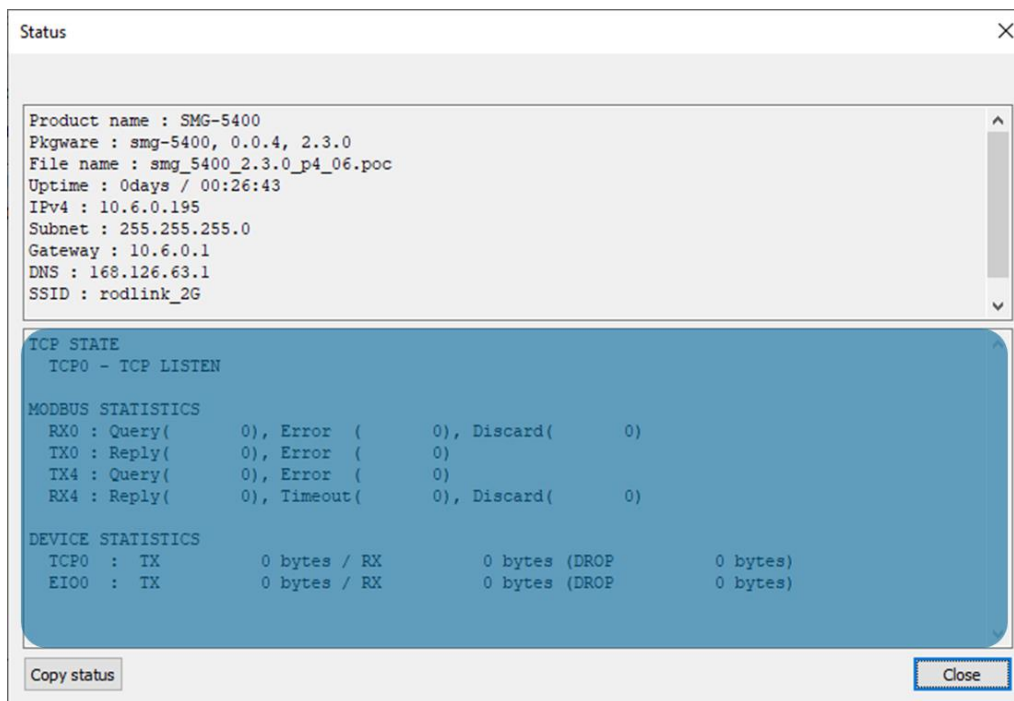 Status
Product name : SMG-5400
Pkgware : smg-5400, 0.0.4, 2.3.0
File name : smg_5400_2.3.0_p4_06.poc
Uptime : 0days / 00:26:43
IPv4 : 10.6.0.195
Subnet : 255.255.255.0
Gateway : 10.6.0.1
DNS : 168.126.63.1
SSID : rodlink_2G
TCP STATE
TCP0 - TCP LISTEN
MODBUS STATISTICS
RX0 : Query(       0), Error  (       0), Discard(       0)
TX0 : Reply(       0), Error  (       0)
TX4 : Query(       0), Error  (       0)
RX4 : Reply(       0), Timeout(       0), Discard(       0)
DEVICE STATISTICS
TCP0  :  TX          0 bytes / RX          0 bytes (DROP          0 bytes)
EIO0  :  TX          0 bytes / RX          0 bytes (DROP          0 bytes)
Copy status
Close